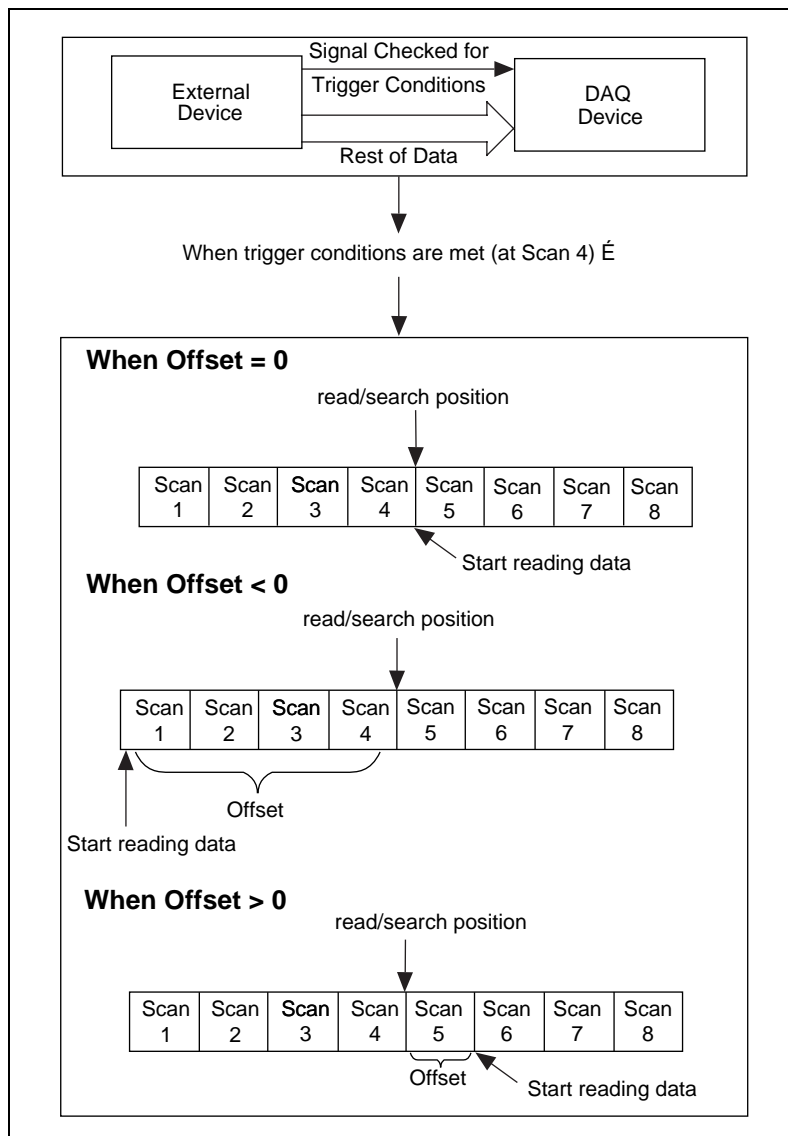 Signal Checked for
Trigger Conditions
External
Device
DAQ
Device
Rest of Data
When trigger conditions are met (at Scan 4) É
When Offset = 0
read/search position
Scan 1 Scan 2 Scan 3 Scan 4 Scan 5 Scan 6 Scan 7 Scan 8
Start reading data
When Offset < 0
read/search position
Scan 1 Scan 2 Scan 3 Scan 4 Scan 5 Scan 6 Scan 7 Scan 8
Offset
Start reading data
When Offset > 0
read/search position
Scan 1 Scan 2 Scan 3 Scan 4 Scan 5 Scan 6 Scan 7 Scan 8
Offset
Start reading data